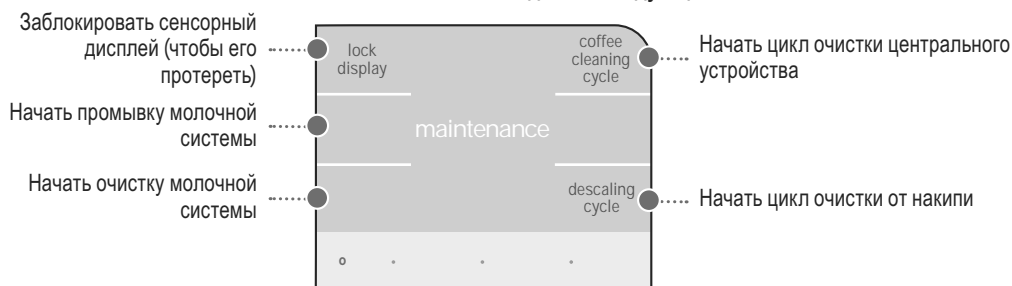 Заблокировать сенсорный
дисплей (чтобы его
протереть)
Начать промывку молочной
системы
Начать очистку молочной
системы
lock
display
coffee
cleaning
cycle
maintenance
descaling
cycle
Начать цикл очистки центрального
устройства
Начать цикл очистки от накипи